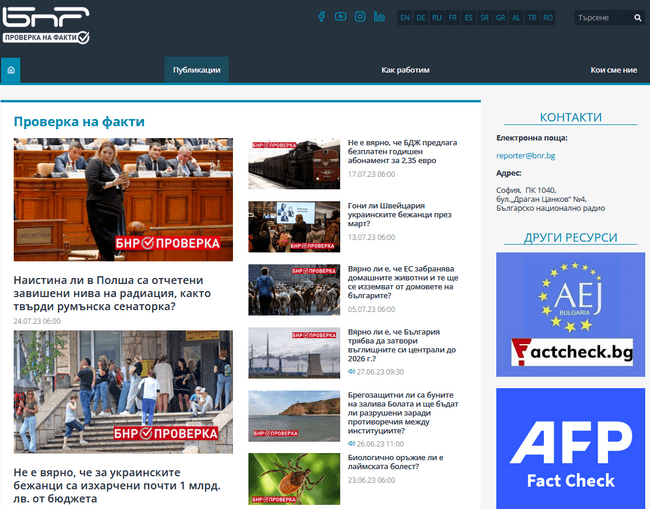 БНР
ПРОВЕРКА НА ФАКТИ
EN DE RU FR ES SR GR AL TR RO
Търсене
Публикации
Как работим
Кои сме ние
Проверка на факти
БНР ПРОВЕРКА
Наистина ли в Полша са отчетени
завишени нива на радиация, както
твърди румънска сенаторка?
24.07.23 06:00
БНР ПРОВЕРКА
Не е вярно, че за украинските
бежанци са изхарчени почти 1 млрд.
лв. от бюджета
БНР ПРОВЕРКА
Не е вярно, че БДЖ предлага
безплатен годишен
абонамент за 2,35 евро
17.07.23 06:00
БНР ПРОВЕРКА
Гони ли Швейцария
украинските бежанци през
март?
13.07.23 06:00
БНР ПРОВЕРКА
Вярно ли е, че ЕС забранява
домашните животни и те ще
се изземват от домовете на
българите?
05.07.23 06:00
БНР ПРОВЕРКА
Вярно ли е, че България
трябва да затвори
въглищните си централи до
2026 г.?
27.06.23 09:30
БНР ПРОВЕРКА
Брегозащитни ли са буните
на залива Болата и ще бъдат
ли разрушени заради
противоречия между
институциите?
26.06.23 11:00
БНР ПРОВЕРКА
Биологично оръжие ли е
лаймската болест?
23.06.23 06:00
КОНТАКТИ
Електронна поща:
reporter@bnr.bg
Адрес:
София, ПК 1040,
бул.„Драган Цанков“ №4,
Българско национално радио
ДРУГИ РЕСУРСИ
AEJ
BULGARIA
Factcheck.bg
AFP
Fact Check